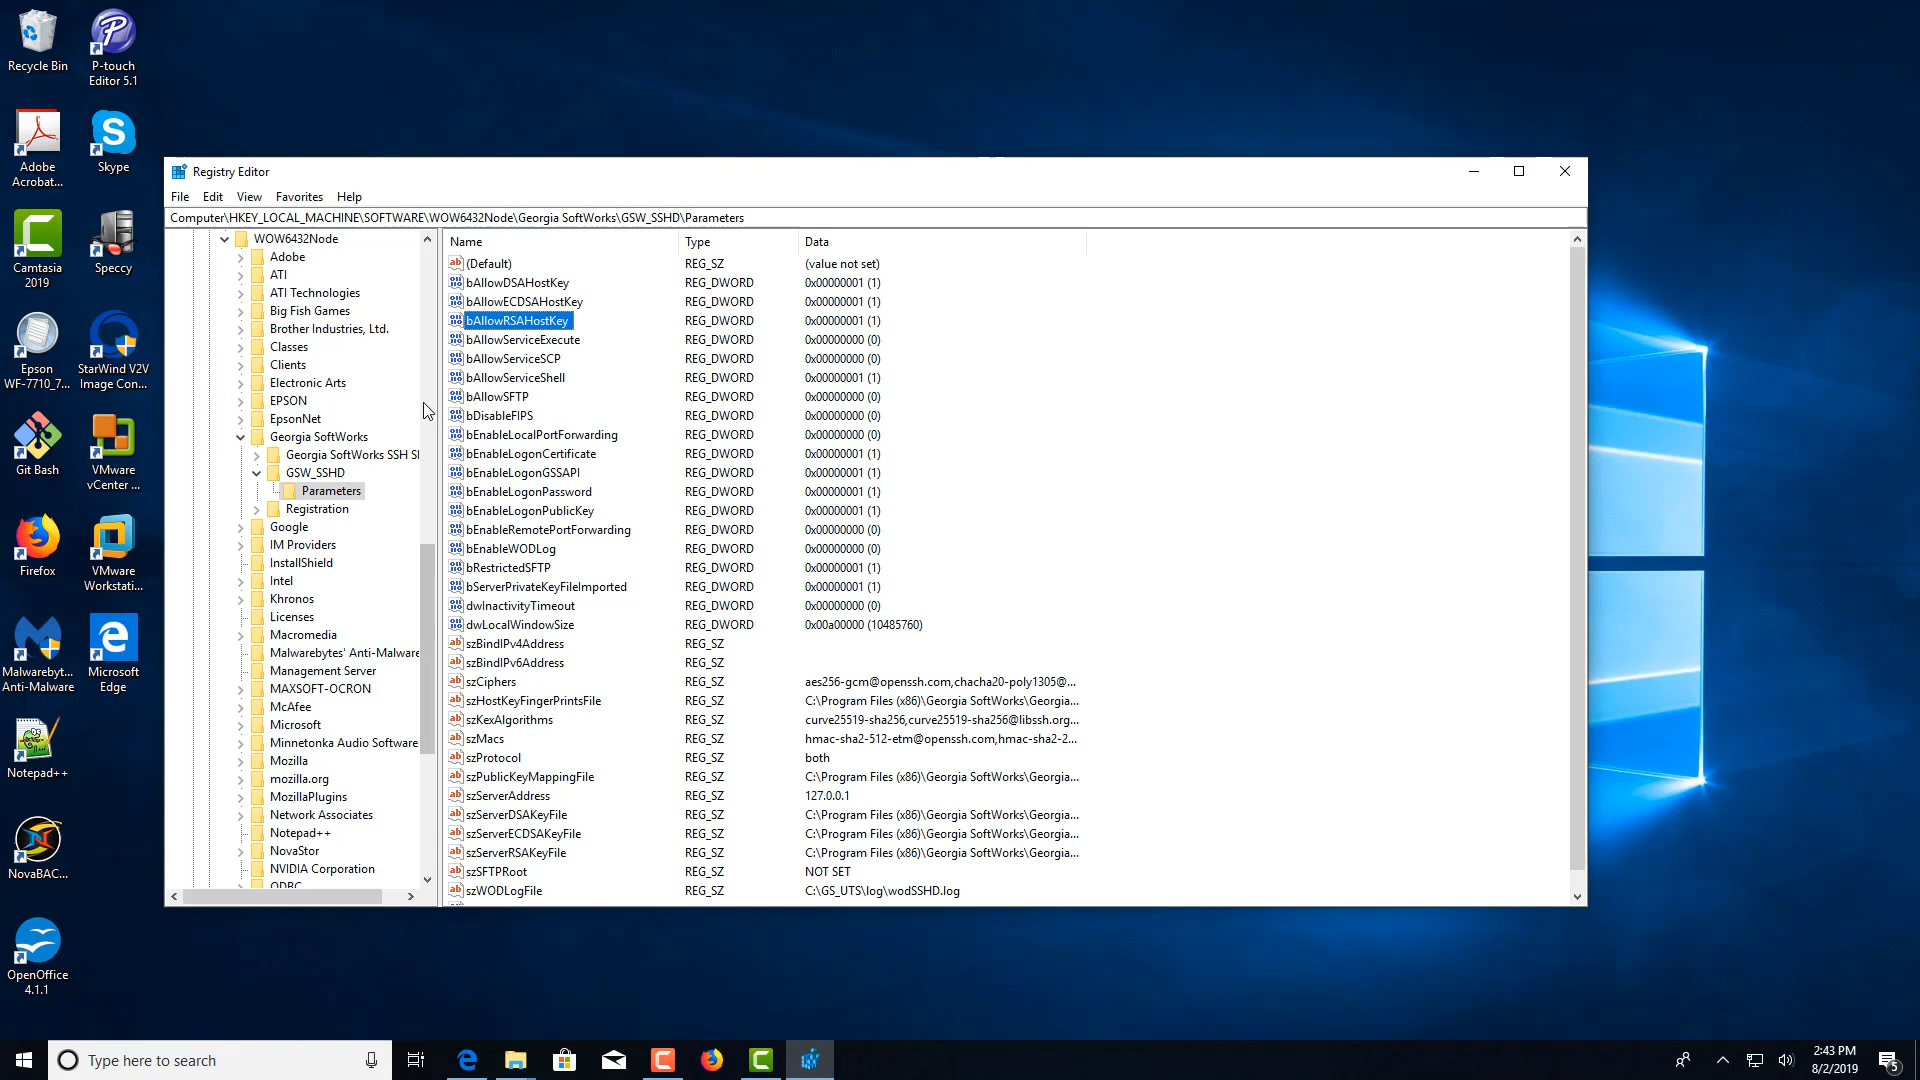 Recycle Bin
P-touch
Editor 5.1
Adobe
Acrobat...
Skype
Camtasia
2019
Speccy
Epson
WF-7710_7...
StarWind V2V
Image Con...
Git Bash
VMware
vCenter ...
Firefox
VMware
Workstati...
Malwarebyt...
Anti-Malware
Microsoft
Edge
Notepad++
NovaBAC...
OpenOffice
4.1.1
Registry Editor
File Edit View Favorites Help
Computer\HKEY_LOCAL_MACHINE\SOFTWARE\WOW6432Node\Georgia SoftWorks\GSW_SSHD\Parameters
WOW6432Node
Adobe
ATI
ATI Technologies
Big Fish Games
Brother Industries, Ltd.
Classes
Clients
Electronic Arts
EPSON
EpsonNet
Georgia SoftWorks
Georgia SoftWorks SSH S
GSW_SSHD
Parameters
Registration
Google
IM Providers
InstallShield
Intel
Khronos
Licenses
Macromedia
Malwarebytes' Anti-Malware
Management Server
MAXSOFT-OCRON
McAfee
Microsoft
Minnetonka Audio Software
Mozilla
mozilla.org
MozillaPlugins
Network Associates
Notepad++
NovaStor
NVIDIA Corporation
ODBC
Name Type Data
(Default) REG_SZ (value not set)
bAllowDSAHostKey REG_DWORD 0x00000001 (1)
bAllowECDSAHostKey REG_DWORD 0x00000001 (1)
bAllowRSAHostKey REG_DWORD 0x00000001 (1)
bAllowServiceExecute REG_DWORD 0x00000000 (0)
bAllowServiceSCP REG_DWORD 0x00000000 (0)
bAllowServiceShell REG_DWORD 0x00000001 (1)
bAllowSFTP REG_DWORD 0x00000000 (0)
bDisableFIPS REG_DWORD 0x00000000 (0)
bEnableLocalPortForwarding REG_DWORD 0x00000000 (0)
bEnableLogonCertificate REG_DWORD 0x00000001 (1)
bEnableLogonGSSAPI REG_DWORD 0x00000001 (1)
bEnableLogonPassword REG_DWORD 0x00000001 (1)
bEnableLogonPublicKey REG_DWORD 0x00000001 (1)
bEnableRemotePortForwarding REG_DWORD 0x00000000 (0)
bEnableWODLog REG_DWORD 0x00000000 (0)
bRestrictedSFTP REG_DWORD 0x00000001 (1)
bServerPrivateKeyFileImported REG_DWORD 0x00000001 (1)
dwInactivityTimeout REG_DWORD 0x00000000 (0)
dwLocalWindowSize REG_DWORD 0x00a00000 (10485760)
szBindIPv4Address REG_SZ
szBindIPv6Address REG_SZ
szCiphers REG_SZ aes256-gcm@openssh.com,chacha20-poly1305@...
szHostKeyFingerPrintsFile REG_SZ C:\Program Files (x86)\Georgia SoftWorks\Georgia...
szKexAlgorithms REG_SZ curve25519-sha256,curve25519-sha256@libssh.org...
szMacs REG_SZ hmac-sha2-512-etm@openssh.com,hmac-sha2-2...
szProtocol REG_SZ both
szPublicKeyMappingFile REG_SZ C:\Program Files (x86)\Georgia SoftWorks\Georgia...
szServerAddress REG_SZ 127.0.0.1
szServerDSAKeyFile REG_SZ C:\Program Files (x86)\Georgia SoftWorks\Georgia...
szServerECDSAKeyFile REG_SZ C:\Program Files (x86)\Georgia SoftWorks\Georgia...
szServerRSAKeyFile REG_SZ C:\Program Files (x86)\Georgia SoftWorks\Georgia...
szSFTPRoot REG_SZ NOT SET
szWODLogFile REG_SZ C:\GS_UTS\log\wodSSHD.log
Type here to search
2:43 PM
8/2/2019
5